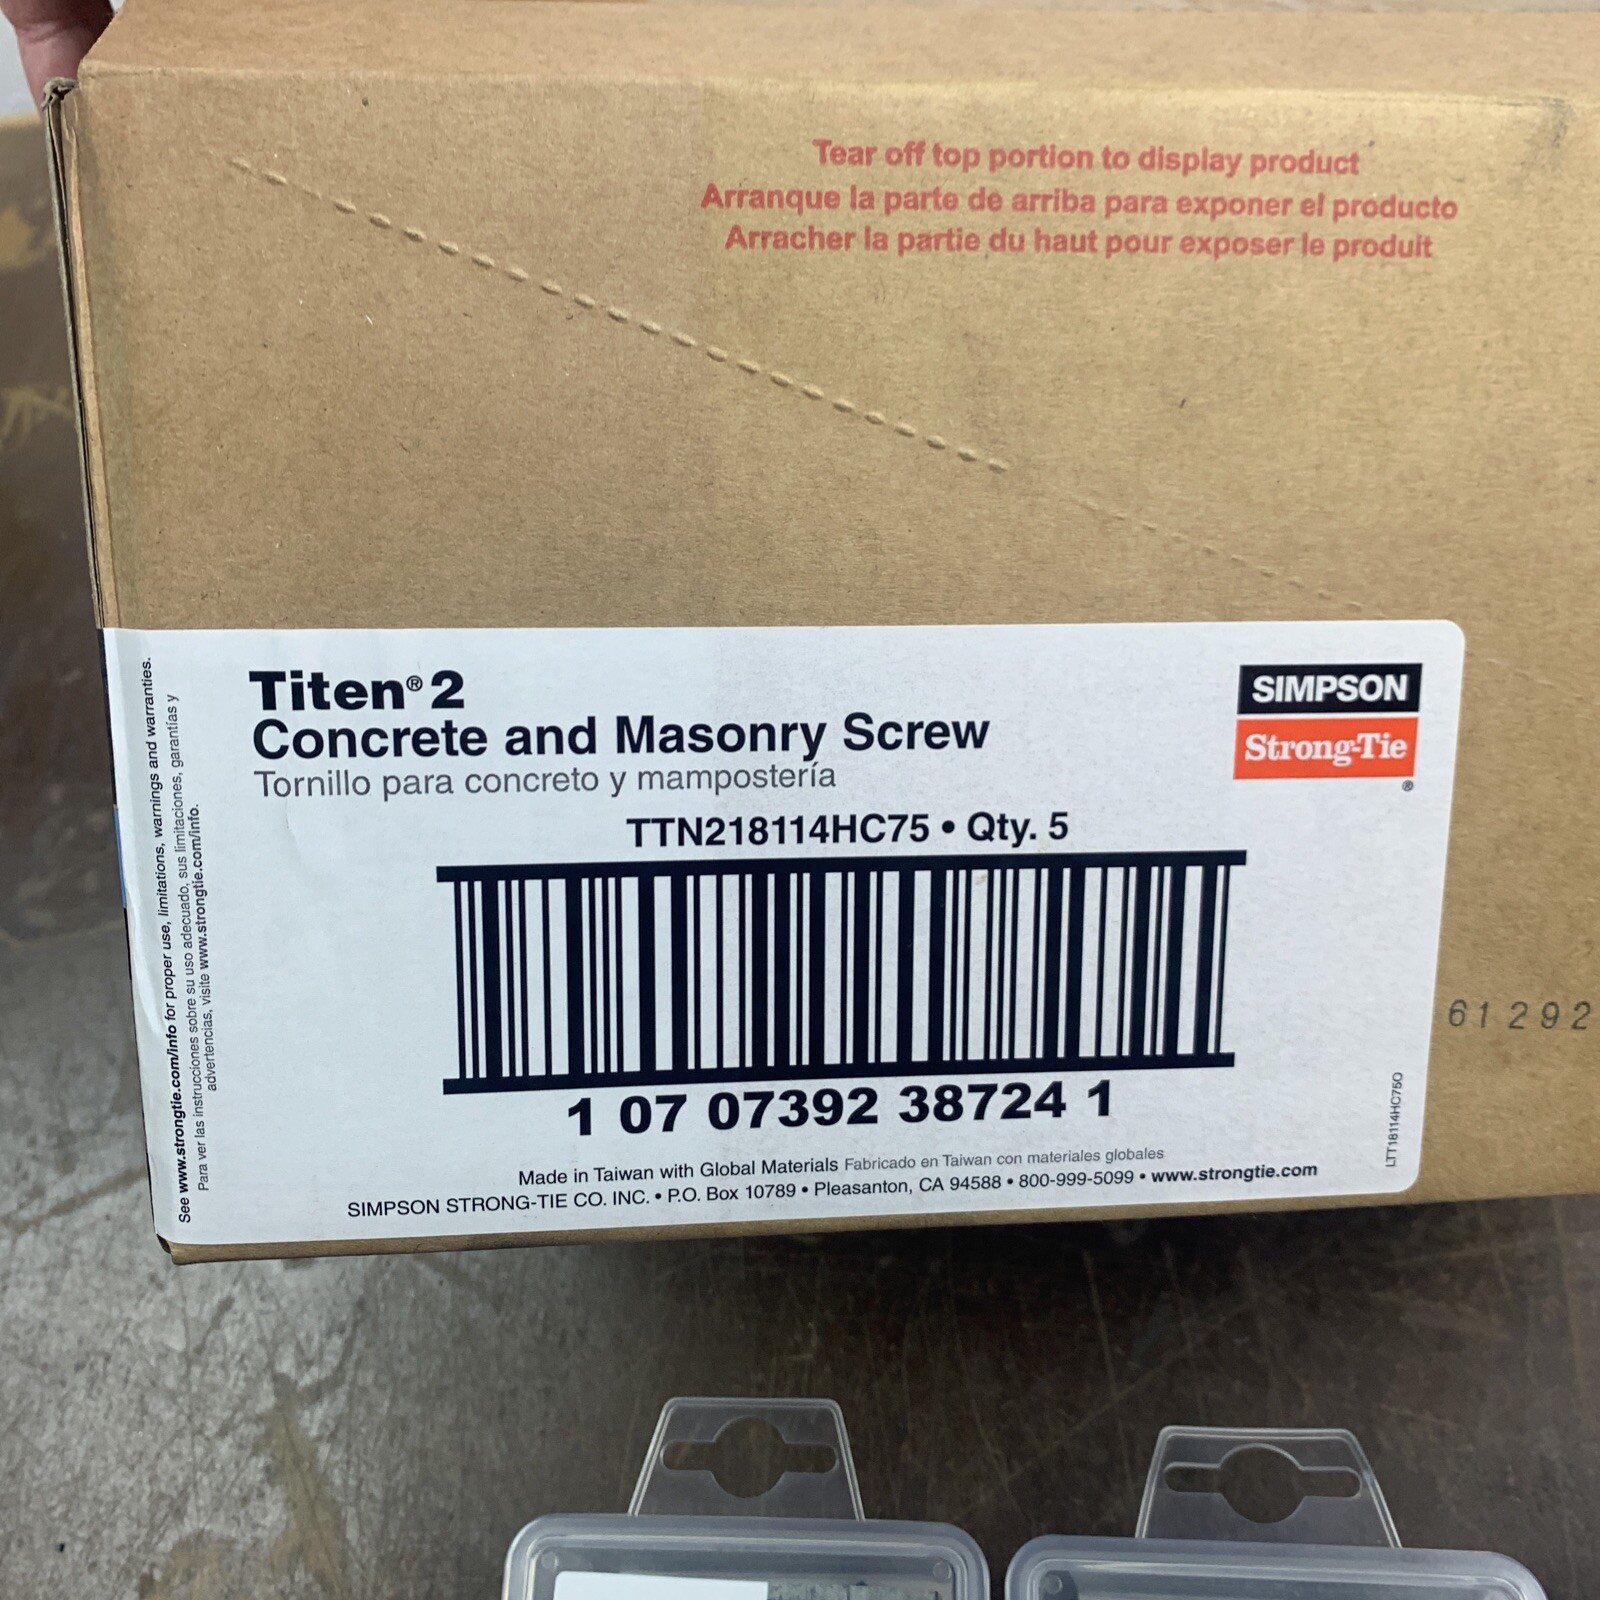 Tear off top portion to display product
Arranque la parte de arriba para exponer el producto
Arracher la partie du haut pour exposer le produit
Titen® 2
Concrete and Masonry Screw
Tornillo para concreto y mampostería
SIMPSON
Strong-Tie
®
TTN218114HC75 • Qty. 5
1 07 07392 38724 1
Made in Taiwan with Global Materials Fabricado en Taiwan con materiales globales
SIMPSON STRONG-TIE CO. INC. • P.O. Box 10789 • Pleasanton, CA 94588 • 800-999-5099 • www.strongtie.com
See www.strongtie.com/info for proper use, limitations, warnings and warranties.
Para ver las instrucciones sobre su uso adecuado, sus limitaciones, garantías y
advertencias, visite www.strongtie.com/info.
LTT18114HC75O
61292